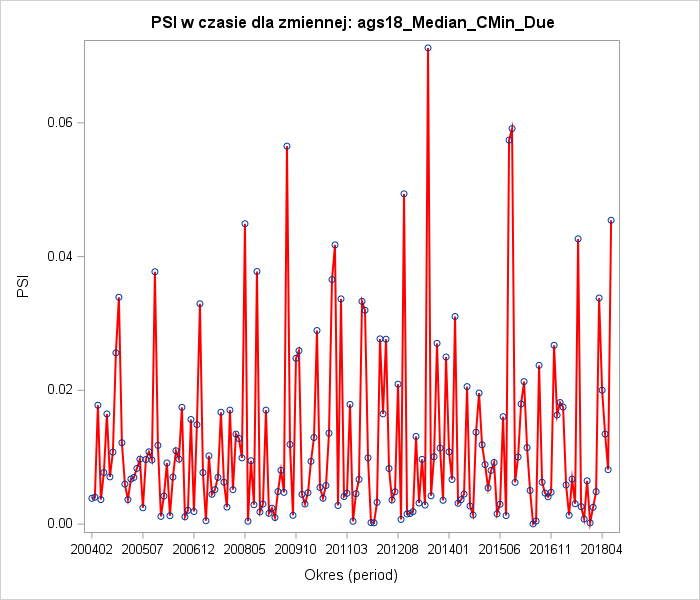 PSI w czasie dla zmiennej: ags18_Median_CMin_Due
0.06
0.04
0.02
0.00
PSI
200402 200507 200612 200805 200910 201103 201208 201401 201506 201611 201804
Okres (period)